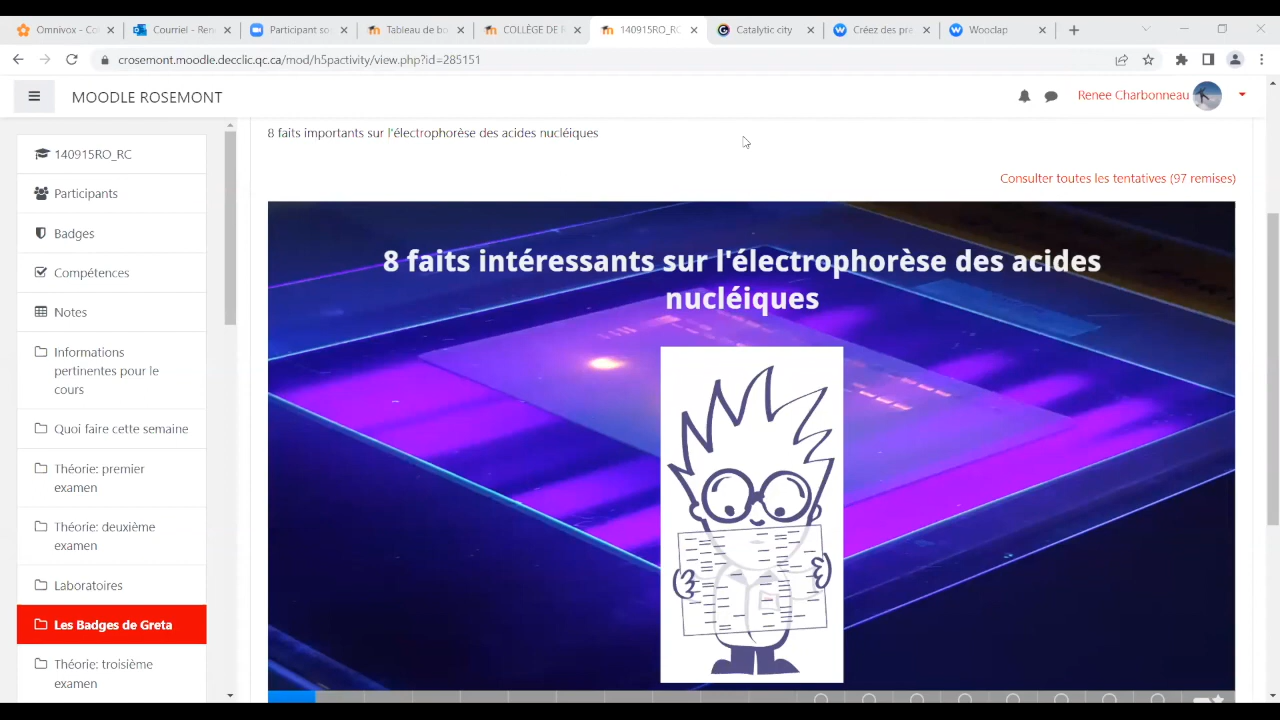 Omnivox - Co
Courriel - Ren
Participant so
Tableau de bo
COLLÈGE DE R
140915RO_RC
Catalytic city
Créez des pre
Wooclap
crosemont.moodle.decclic.qc.ca/mod/h5pactivity/view.php?id=285151
MOODLE ROSEMONT
Renee Charbonneau
8 faits importants sur l'électrophorèse des acides nucléiques
140915RO_RC
Participants
Badges
Compétences
Notes
Informations
pertinentes pour le
cours
Quoi faire cette semaine
Théorie: premier
examen
Théorie: deuxième
examen
Laboratoires
Les Badges de Greta
Théorie: troisième
examen
Consulter toutes les tentatives (97 remises)
8 faits intéressants sur l'électrophorèse des acides
nucléiques